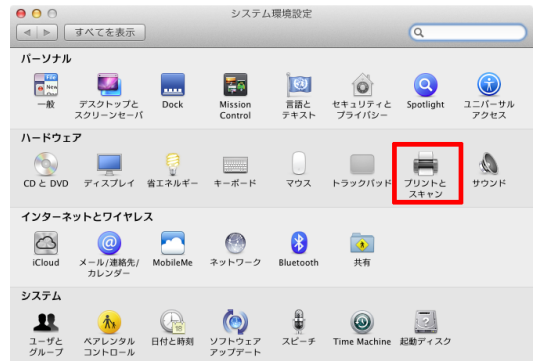 システム環境設定
すべてを表示
パーソナル
File
New
一般
デスクトップと
スクリーンセーバ
Dock
Mission
Control
言語と
テキスト
セキュリティと
プライバシー
Spotlight
ユニバーサル
アクセス
ハードウェア
CD と DVD
ディスプレイ
省エネルギー
キーボード
マウス
トラックパッド
プリントと
スキャン
サウンド
インターネットとワイヤレス
iCloud
メール/連絡先/
カレンダー
MobileMe
ネットワーク
Bluetooth
共有
システム
ユーザと
グループ
ペアレンタル
コントロール
日付と時刻
ソフトウェア
アップデート
スピーチ
Time Machine
起動ディスク